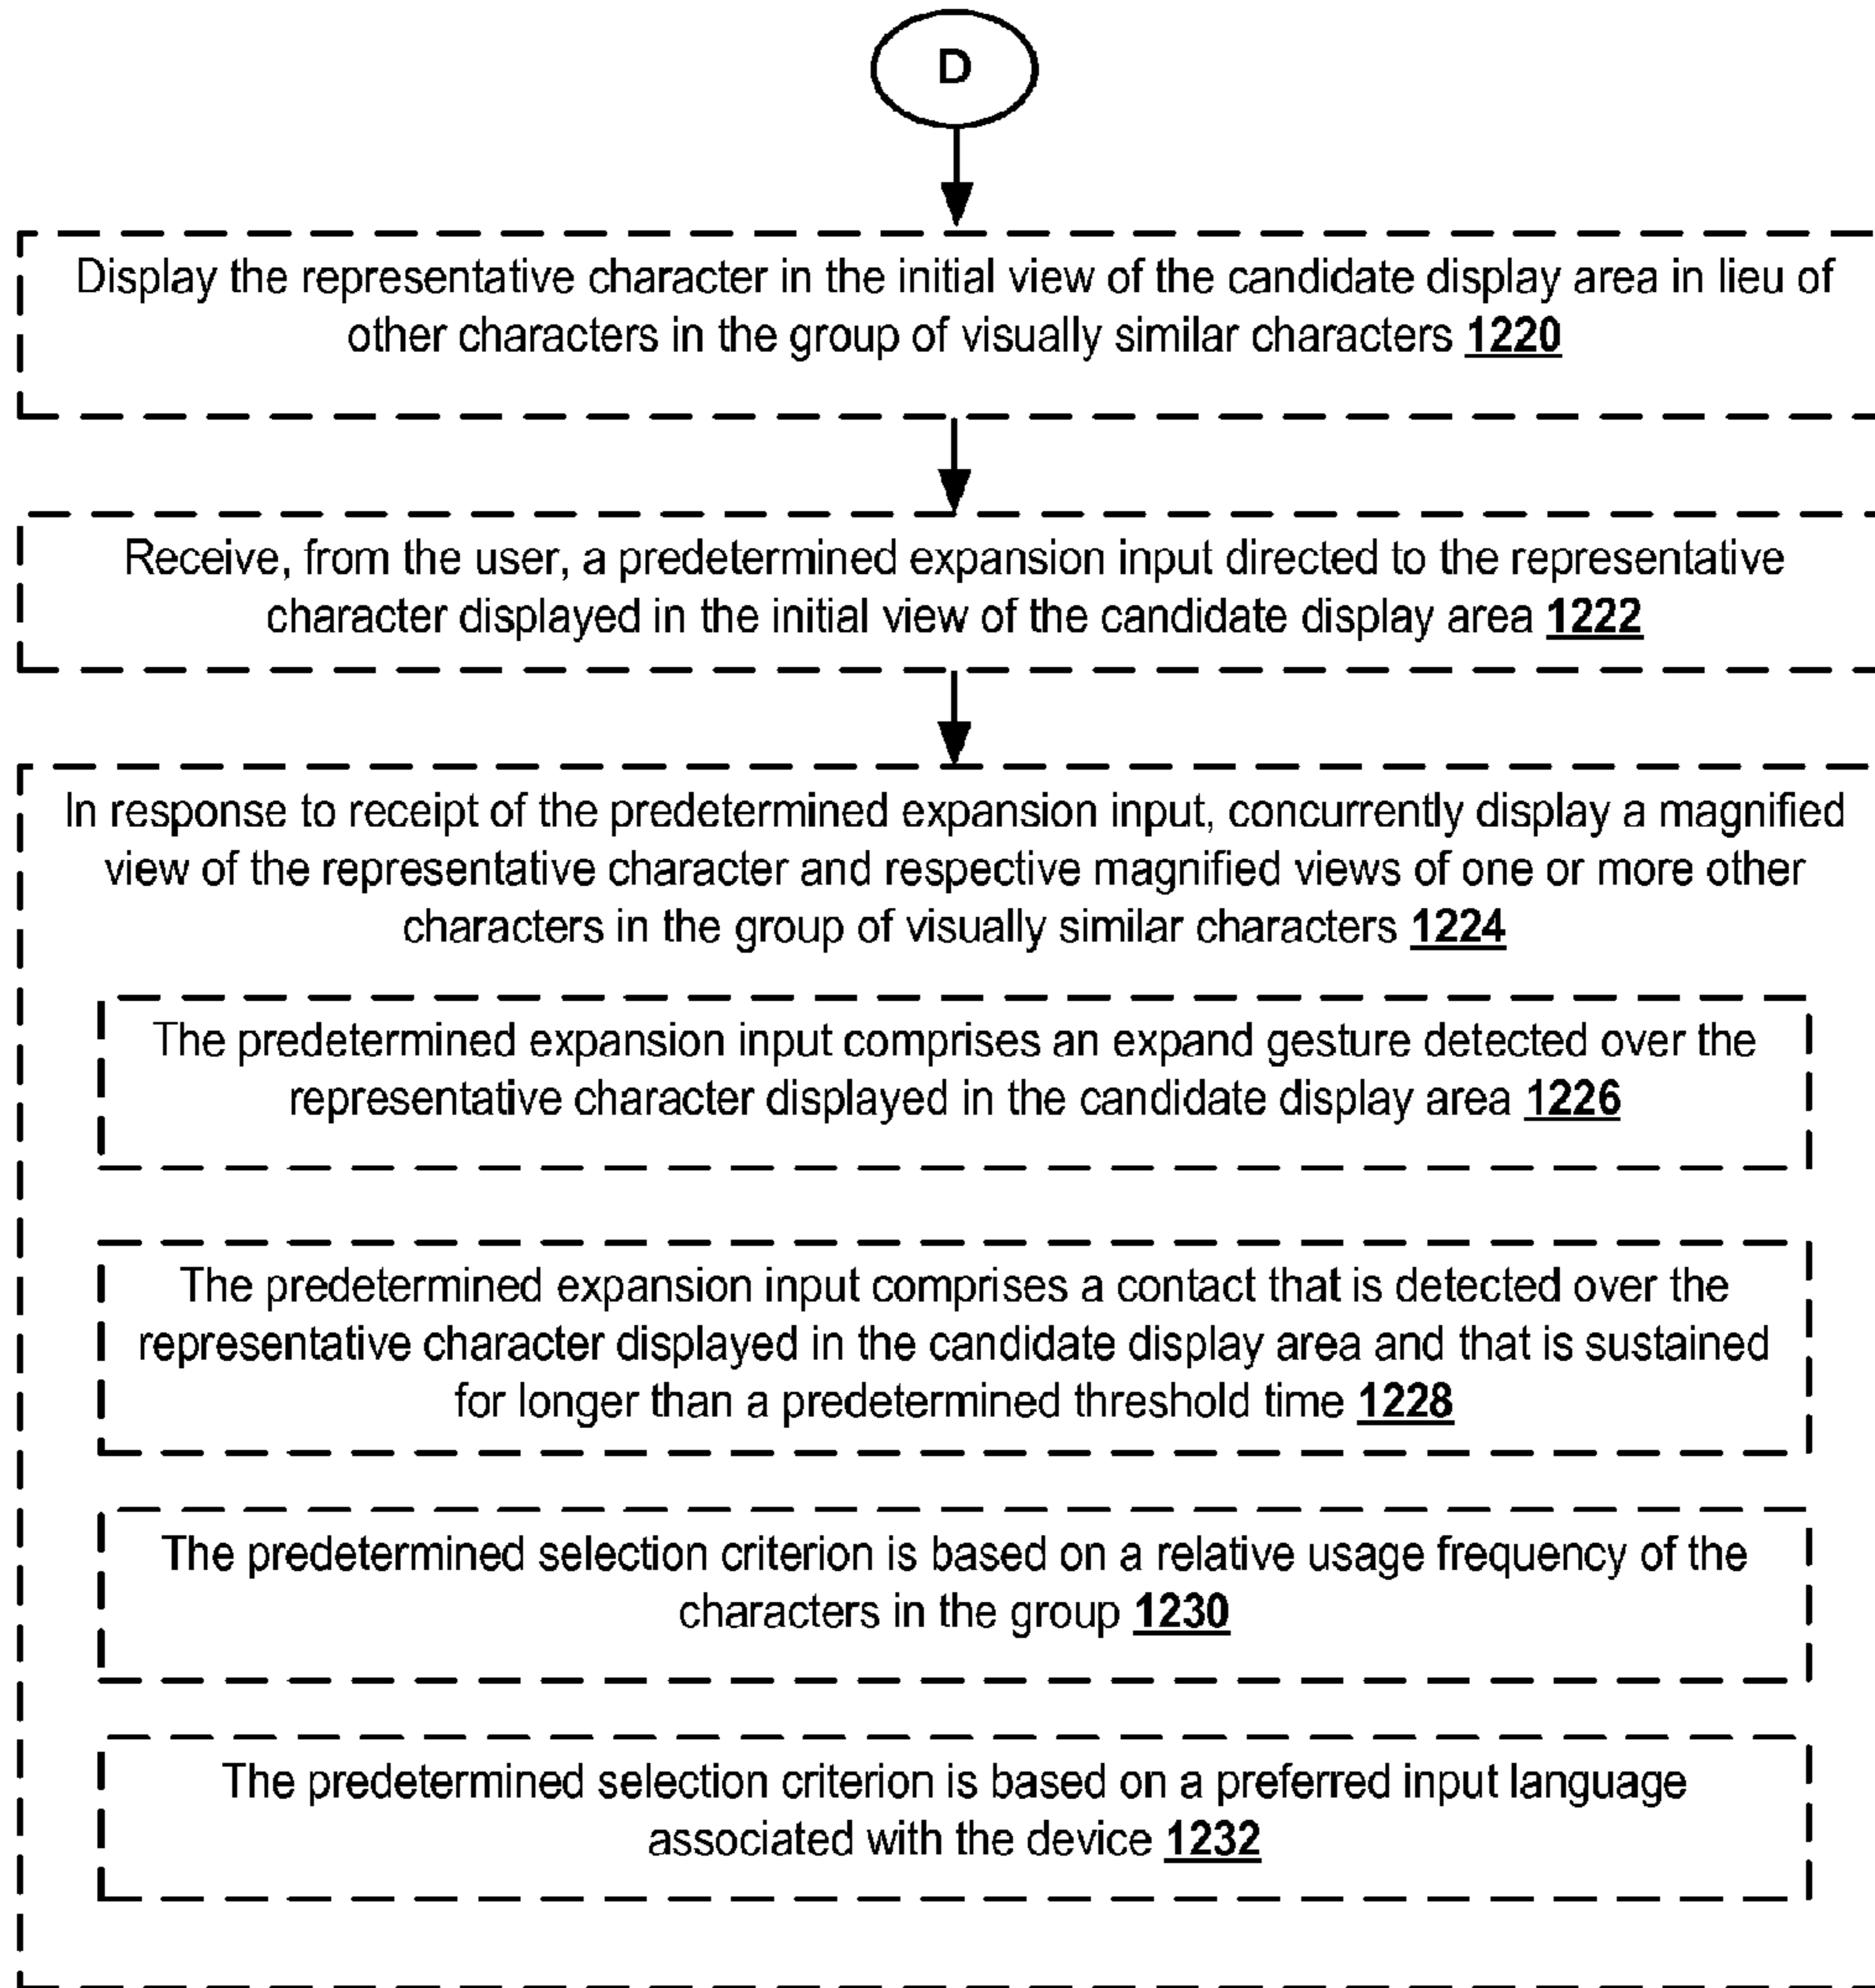 D
Display the representative character in the initial view of the candidate display area in lieu of
other characters in the group of visually similar characters 1220
Receive, from the user, a predetermined expansion input directed to the representative
character displayed in the initial view of the candidate display area 1222
In response to receipt of the predetermined expansion input, concurrently display a magnified
view of the representative character and respective magnified views of one or more other
characters in the group of visually similar characters 1224
The predetermined expansion input comprises an expand gesture detected over the
representative character displayed in the candidate display area 1226
The predetermined expansion input comprises a contact that is detected over the
representative character displayed in the candidate display area and that is sustained
for longer than a predetermined threshold time 1228
The predetermined selection criterion is based on a relative usage frequency of the
characters in the group 1230
The predetermined selection criterion is based on a preferred input language
associated with the device 1232